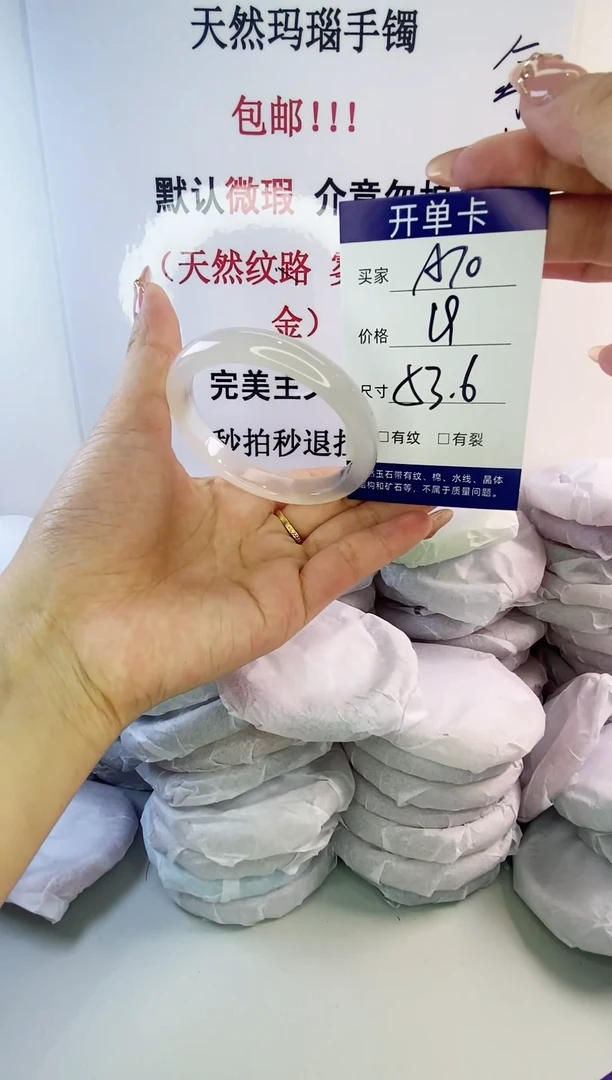 天然玛瑙手镯
包邮!!!
默认微瑕 介意勿
（天然纹路
金）
完美主
秒拍秒退
开单卡
买家 A70
价格
尺寸 53.6
□有纹 □有裂
玉石带有纹、棉、水线、晶体
结构和矿石等，不属于质量问题。